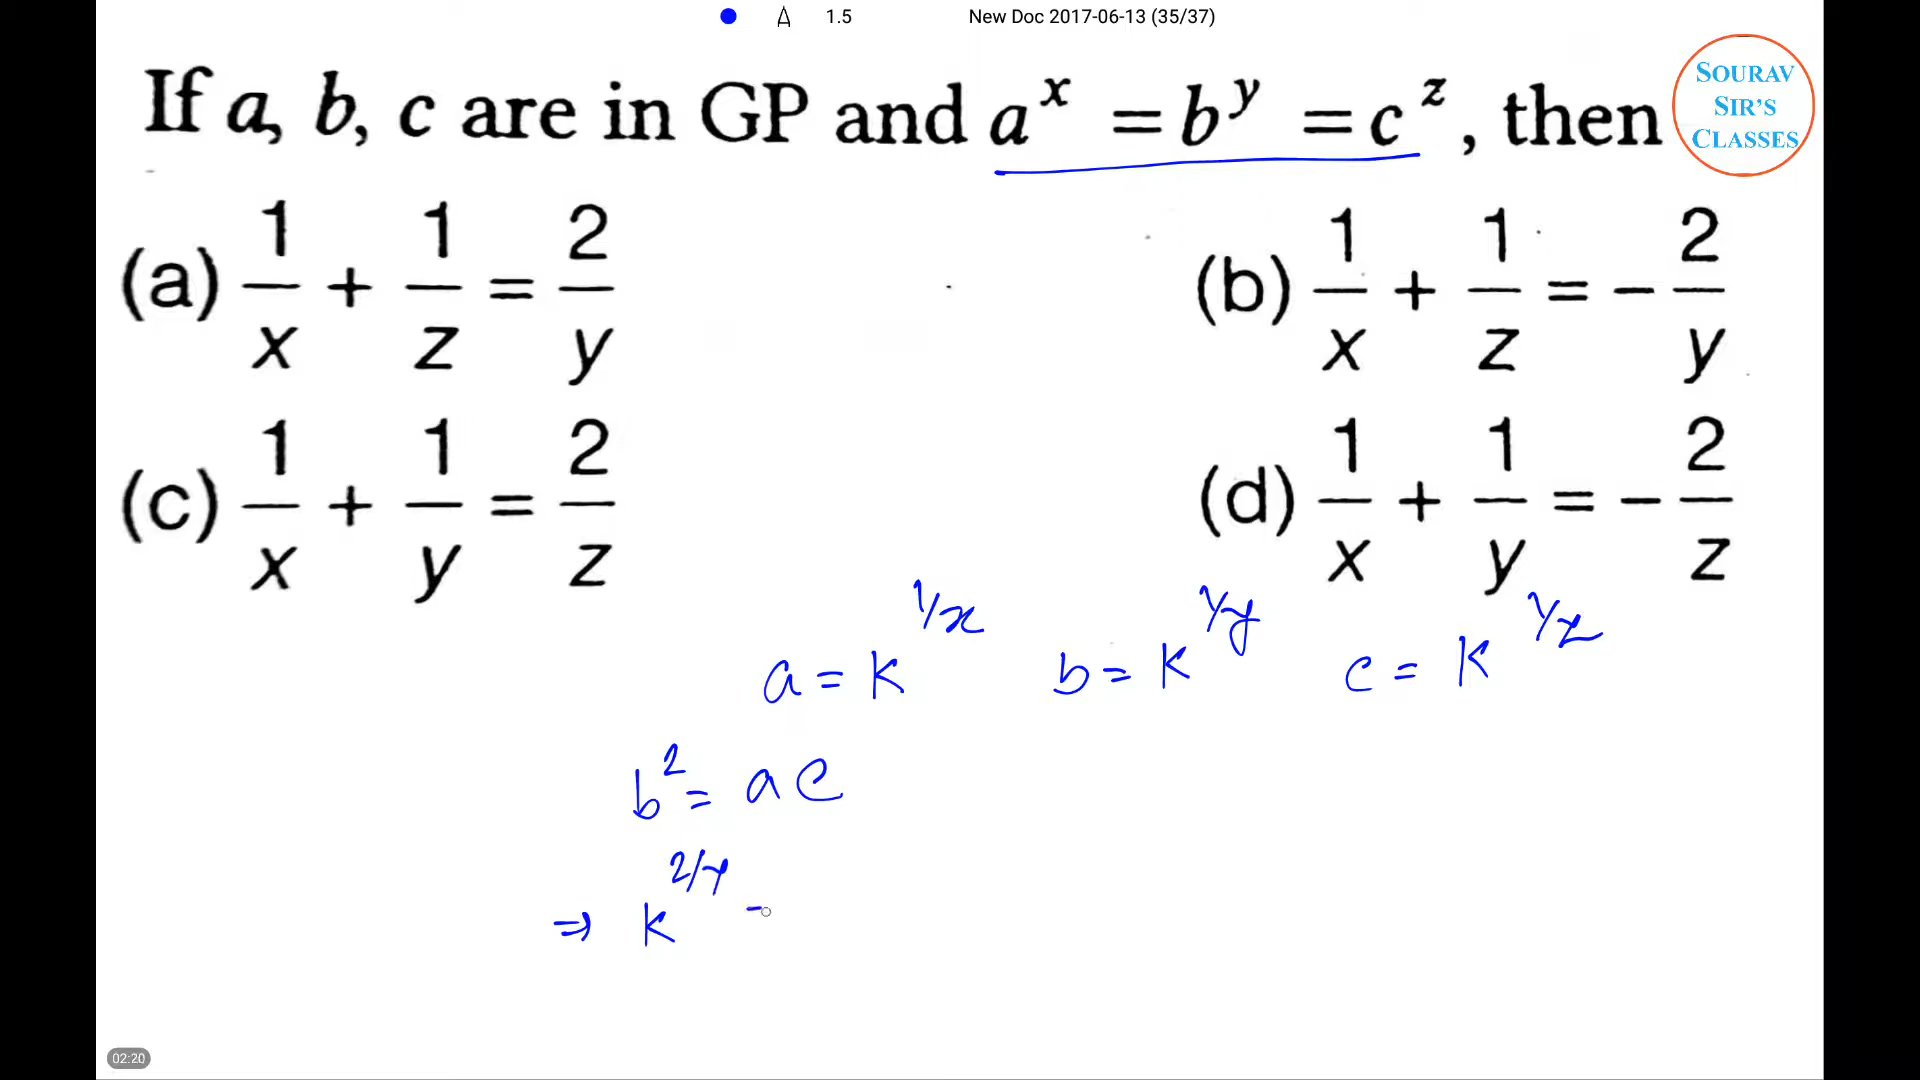 A 1.5 New Doc 2017-06-13 (35/37)
If a, b, c are in GP and a^x = b^y = c^z, then
SOURAV
SIR'S
CLASSES
(a) 1/x + 1/z = 2/y
(b) 1/x + 1/z = - 2/y
(c) 1/x + 1/y = 2/z
(d) 1/x + 1/y = - 2/z
a = k^1/x b = k^1/y c = k^1/z
b^2 = ac
⇒ k^2/y -
02:20